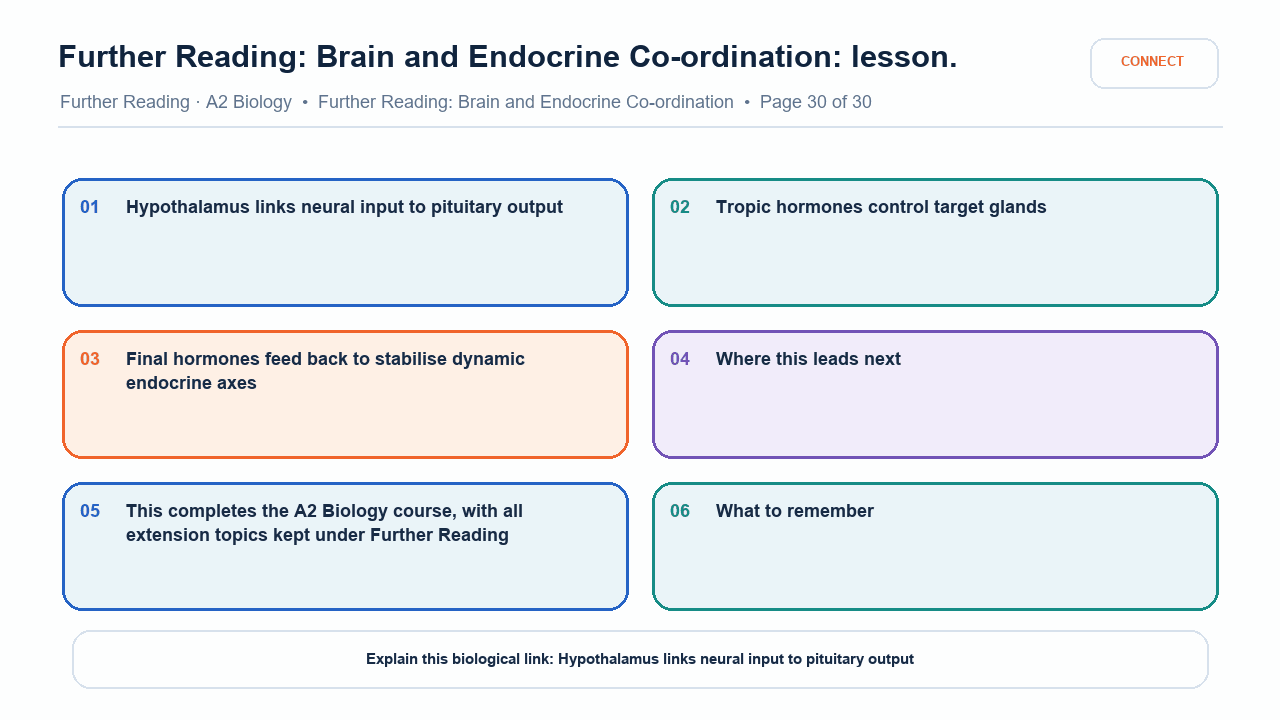 Further Reading: Brain and Endocrine Co-ordination: lesson.
CONNECT
Further Reading · A2 Biology • Further Reading: Brain and Endocrine Co-ordination • Page 30 of 30
01 Hypothalamus links neural input to pituitary output
02 Tropic hormones control target glands
03 Final hormones feed back to stabilise dynamic
endocrine axes
04 Where this leads next
05 This completes the A2 Biology course, with all
extension topics kept under Further Reading
06 What to remember
Explain this biological link: Hypothalamus links neural input to pituitary output